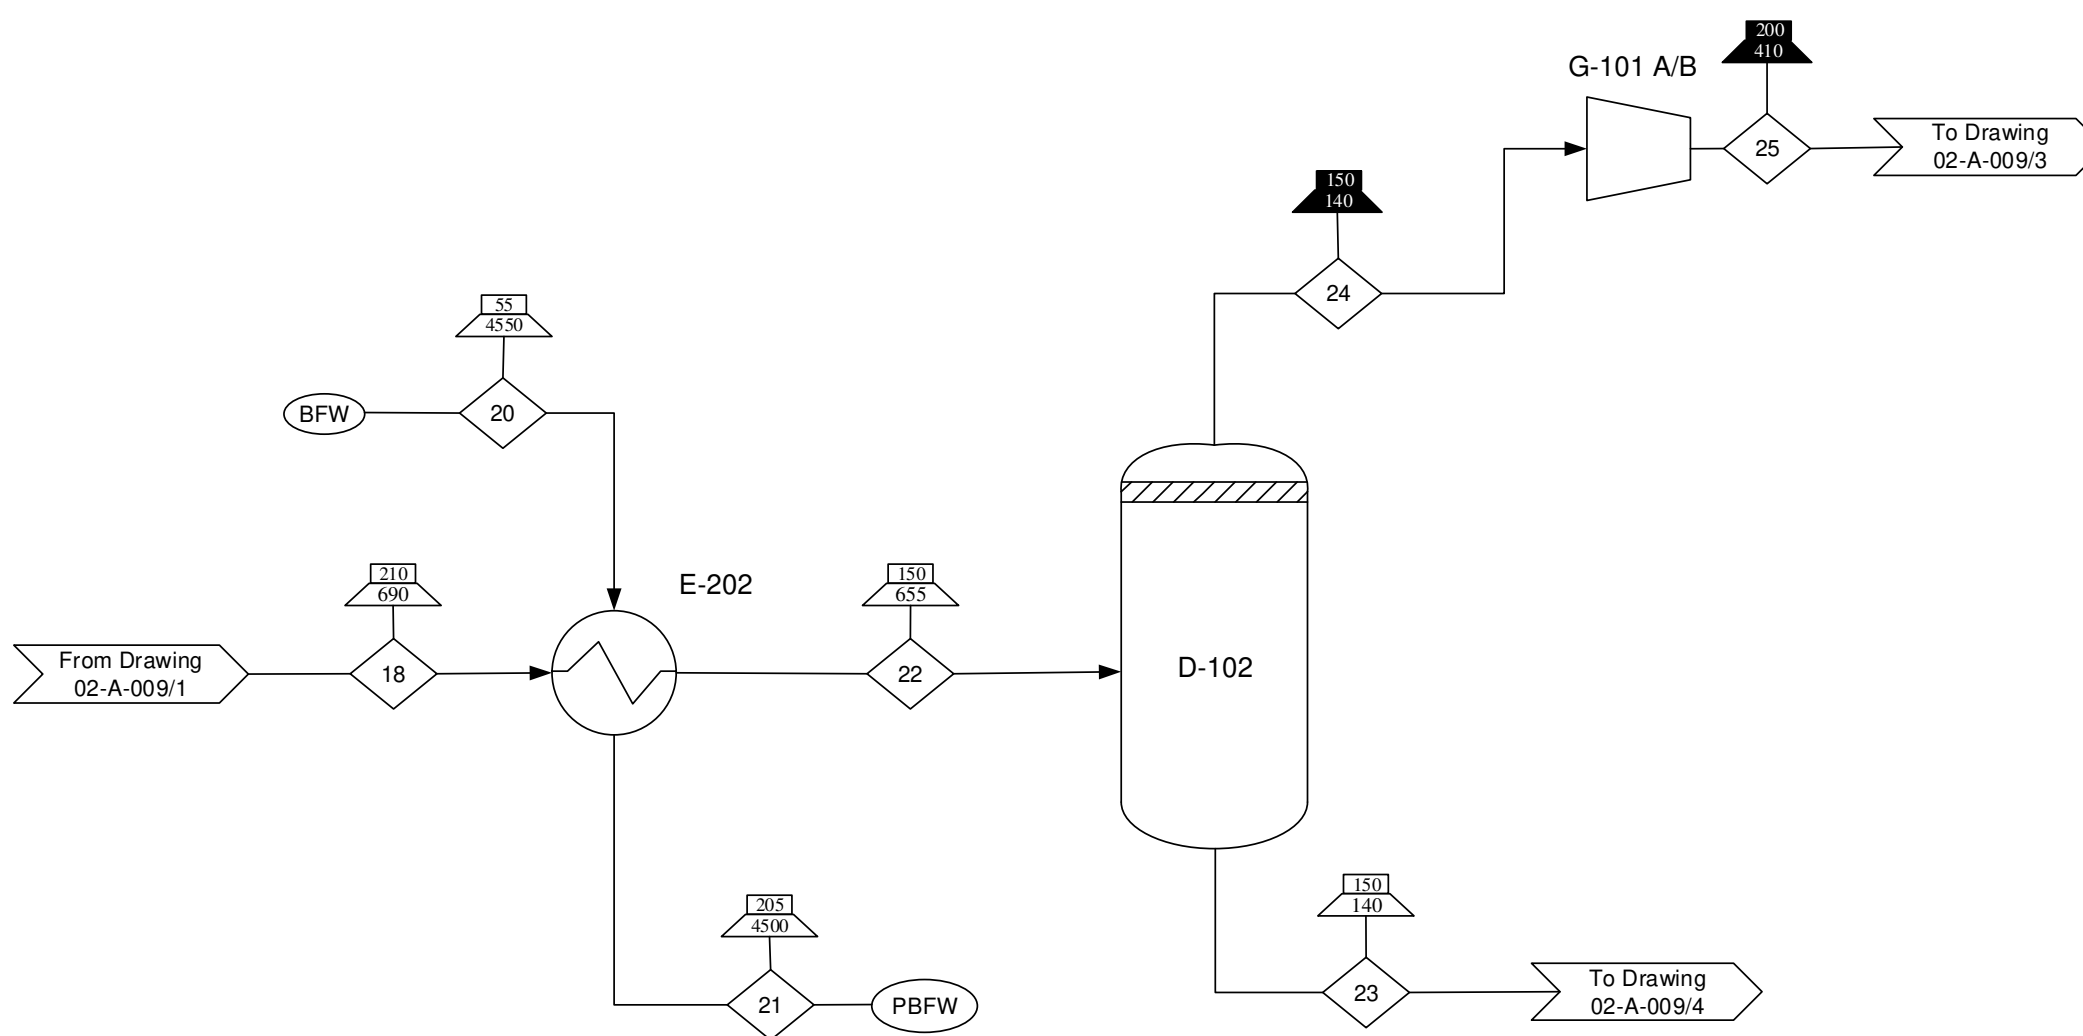 200
410
G-101 A/B
25
To Drawing
02-A-009/3
150
140
24
55
4550
BFW
20
E-202
210
690
150
655
From Drawing
02-A-009/1
18
22
D-102
205
4500
150
140
21
PBFW
23
To Drawing
02-A-009/4